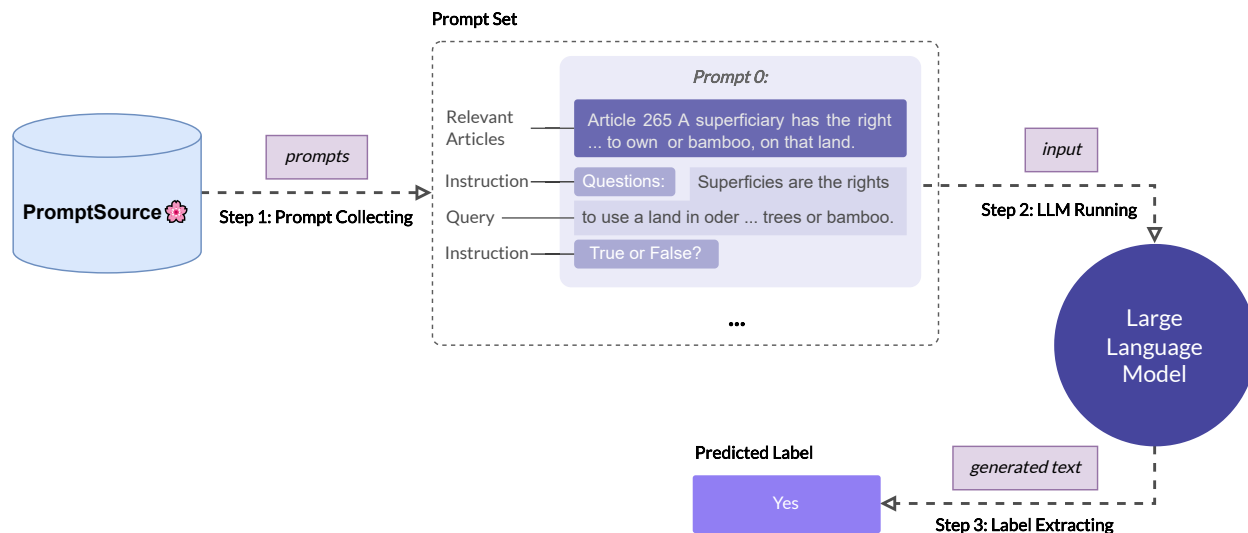 Prompt Set
Prompt 0:
Relevant
Articles
Article 265 A superficiary has the right
... to own or bamboo, on that land.
prompts
input
Instruction
Questions:
Superficies are the rights
PromptSource
Step 1: Prompt Collecting
Query
to use a land in oder ... trees or bamboo.
Step 2: LLM Running
Instruction
True or False?
...
Large
Language
Model
Predicted Label
generated text
Yes
Step 3: Label Extracting